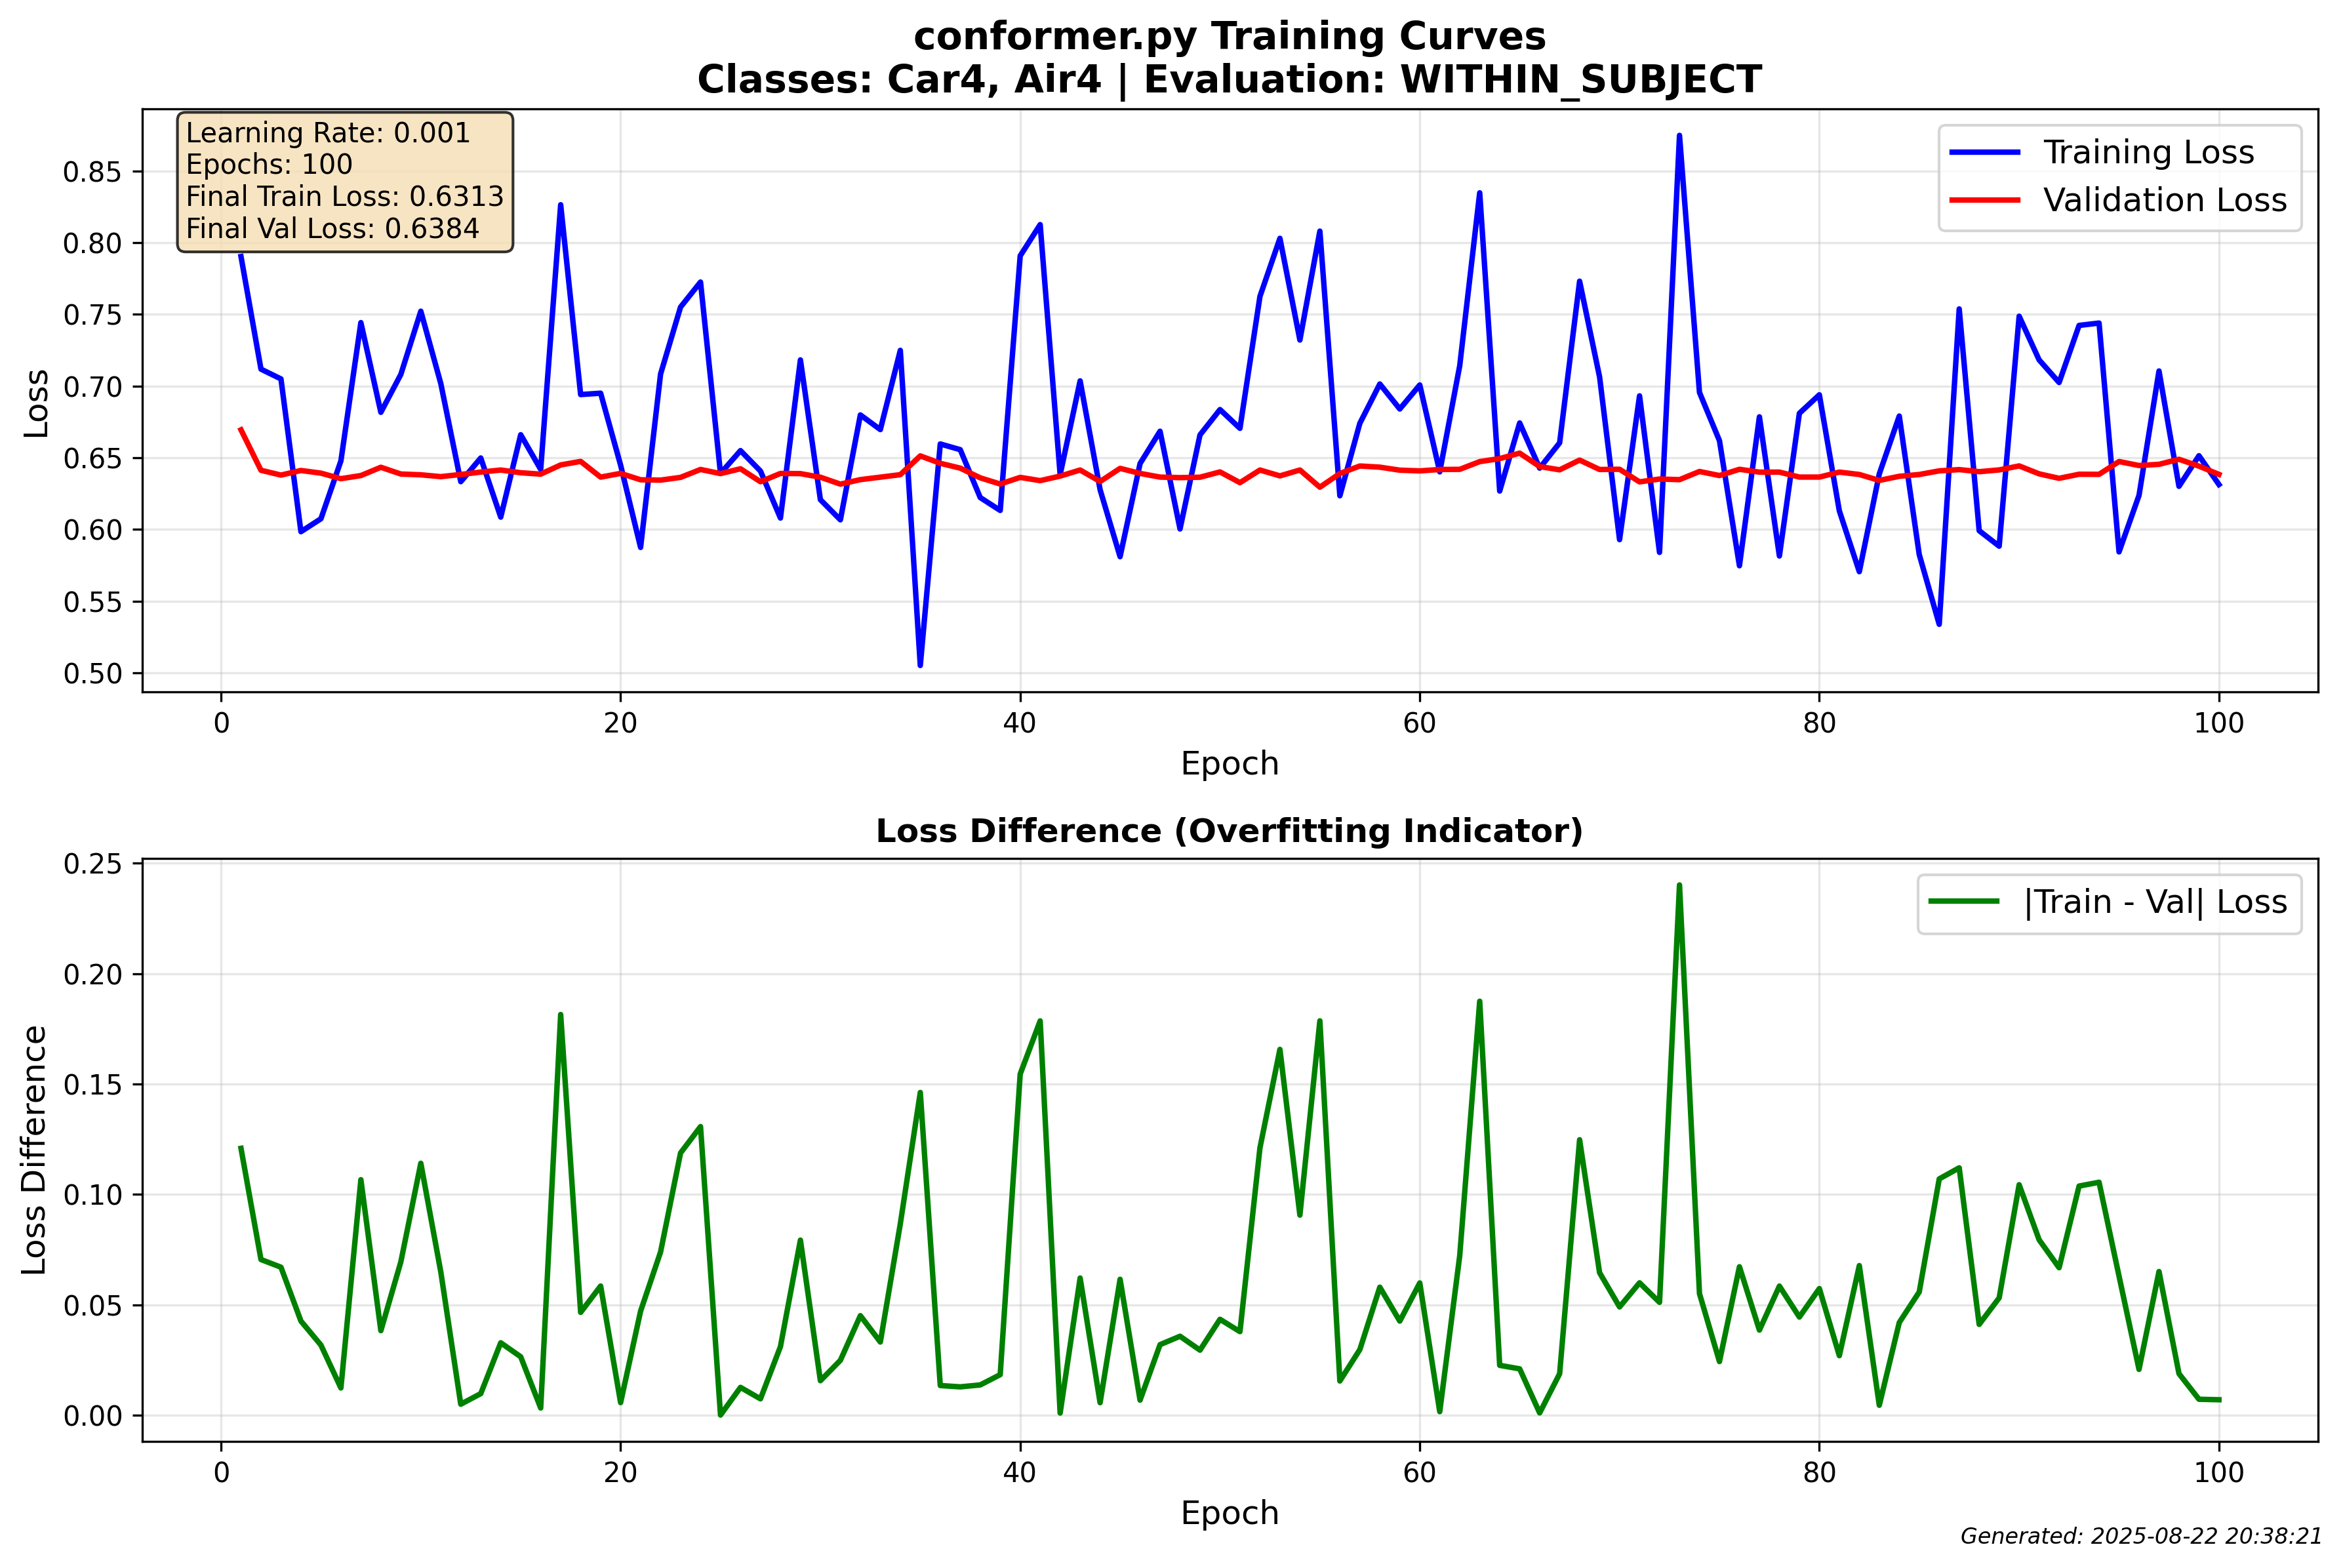 conformer.py Training Curves
Classes: Car4, Air4 | Evaluation: WITHIN_SUBJECT
Learning Rate: 0.001
Epochs: 100
Final Train Loss: 0.6313
Final Val Loss: 0.6384
Training Loss
Validation Loss
Loss
0.85
0.80
0.75
0.70
0.65
0.60
0.55
0.50
0 20 40 60 80 100
Epoch
Loss Difference (Overfitting Indicator)
|Train - Val| Loss
Loss Difference
0.25
0.20
0.15
0.10
0.05
0.00
0 20 40 60 80 100
Epoch
Generated: 2025-08-22 20:38:21